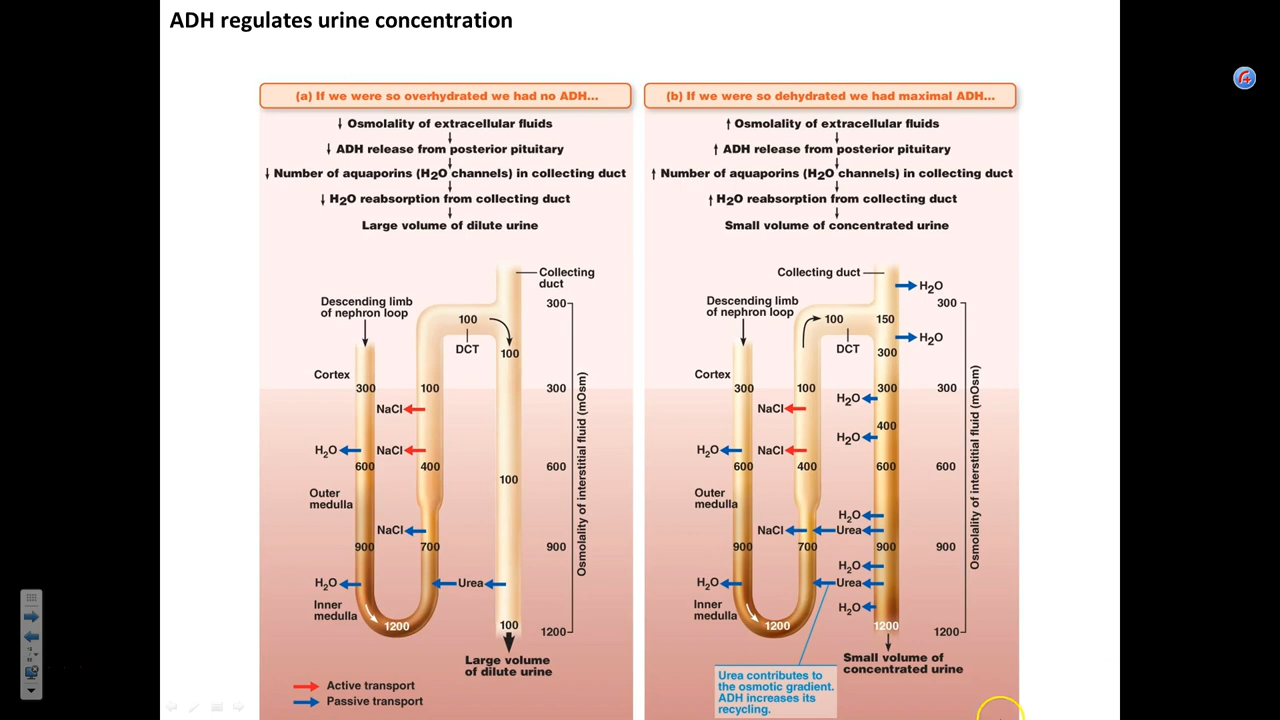 ADH regulates urine concentration
(a) If we were so overhydrated we had no ADH...
↓ Osmolality of extracellular fluids
↓ ADH release from posterior pituitary
↓ Number of aquaporins (H2O channels) in collecting duct
↓ H2O reabsorption from collecting duct
Large volume of dilute urine
Collecting
duct
300
Descending limb
of nephron loop
100
DCT
100
Cortex
300
100
300
NaCl
H2O
NaCl
600
400
600
100
Outer
medulla
NaCl
900
700
900
H2O
Urea
Inner
medulla
1200
100
1200
Osmolality of interstitial fluid (mOsm)
Large volume
of dilute urine
Active transport
Passive transport
(b) If we were so dehydrated we had maximal ADH...
↑ Osmolality of extracellular fluids
↑ ADH release from posterior pituitary
↑ Number of aquaporins (H2O channels) in collecting duct
↑ H2O reabsorption from collecting duct
Small volume of concentrated urine
Collecting duct
H2O
300
Descending limb
of nephron loop
100
150
H2O
DCT
300
Cortex
300
100
300
300
H2O
NaCl
400
H2O
H2O
NaCl
600
400
600
600
Outer
medulla
H2O
NaCl
Urea
900
700
900
900
H2O
H2O
Urea
Inner
medulla
H2O
1200
1200
1200
Osmolality of interstitial fluid (mOsm)
Small volume of
concentrated urine
Urea contributes to
the osmotic gradient.
ADH increases its
recycling.